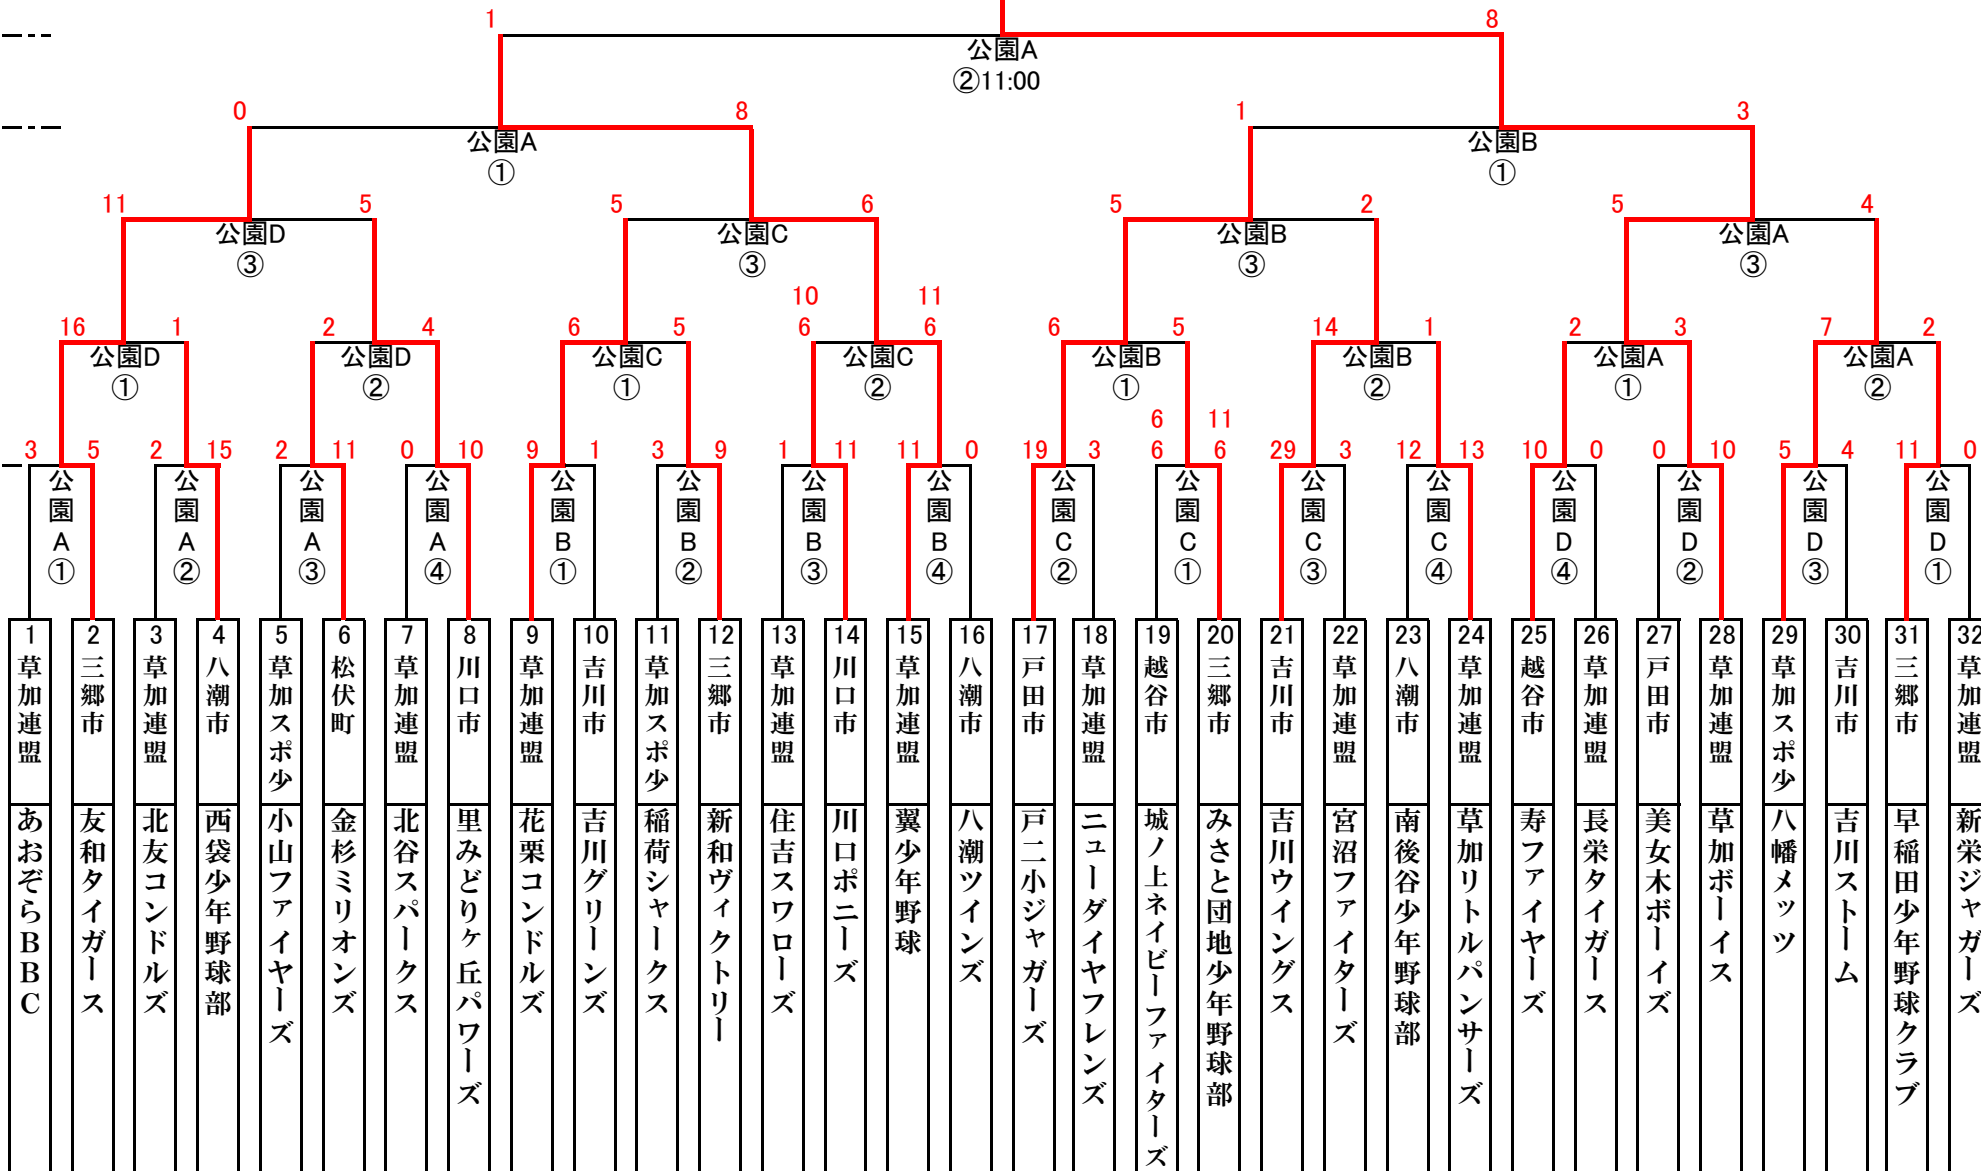 1 8
公園A
②11:00
0 8 1 3
公園A 公園B
① ①
11 5 5 6 5 2 5 4
公園D 公園C 公園B 公園A
③ ③ ③ ③
10 11
16 1 2 4 6 5 6 6 6 5 14 1 2 3 7 2
公園D 公園D 公園C 公園C 公園B 公園B 公園A 公園A
① ② ① ② ① ② ① ②
6 11
3 5 2 15 2 11 0 10 9 1 3 9 1 11 11 0 19 3 6 6 29 3 12 13 10 0 0 10 5 4 11 0
公園A①
公園A②
公園A③
公園A④
公園B①
公園B②
公園B③
公園B④
公園C②
公園C①
公園C③
公園C④
公園D④
公園D②
公園D③
公園D①
1 草加連盟 あおぞらBBC
2 三郷市 友和タイガース
3 草加連盟 北友コンドルズ
4 八潮市 西袋少年野球部
5 草加スポ少 小山ファイヤーズ
6 松伏町 金杉ミリオンズ
7 草加連盟 北谷スパークス
8 川口市 里みどりヶ丘パワーズ
9 草加連盟 花栗コンドルズ
10 吉川市 吉川グリーンズ
11 草加スポ少 稲荷シャークス
12 三郷市 新和ヴィクトリー
13 草加連盟 住吉スワローズ
14 川口市 川口ポニーズ
15 草加連盟 翼少年野球
16 八潮市 八潮ツインズ
17 戸田市 戸二小ジャガーズ
18 草加連盟 ニューダイヤフレンズ
19 越谷市 城ノ上ネイビーファイターズ
20 三郷市 みさと団地少年野球部
21 吉川市 吉川ウイングス
22 草加連盟 宮沼ファイターズ
23 八潮市 南後谷少年野球部
24 草加連盟 草加リトルパンサーズ
25 越谷市 寿ファイヤーズ
26 草加連盟 長栄タイガース
27 戸田市 美女木ボーイズ
28 草加連盟 草加ボーイス
29 草加スポ少 八幡メッツ
30 吉川市 吉川ストーム
31 三郷市 早稲田少年野球クラブ
32 草加連盟 新栄ジャガーズ